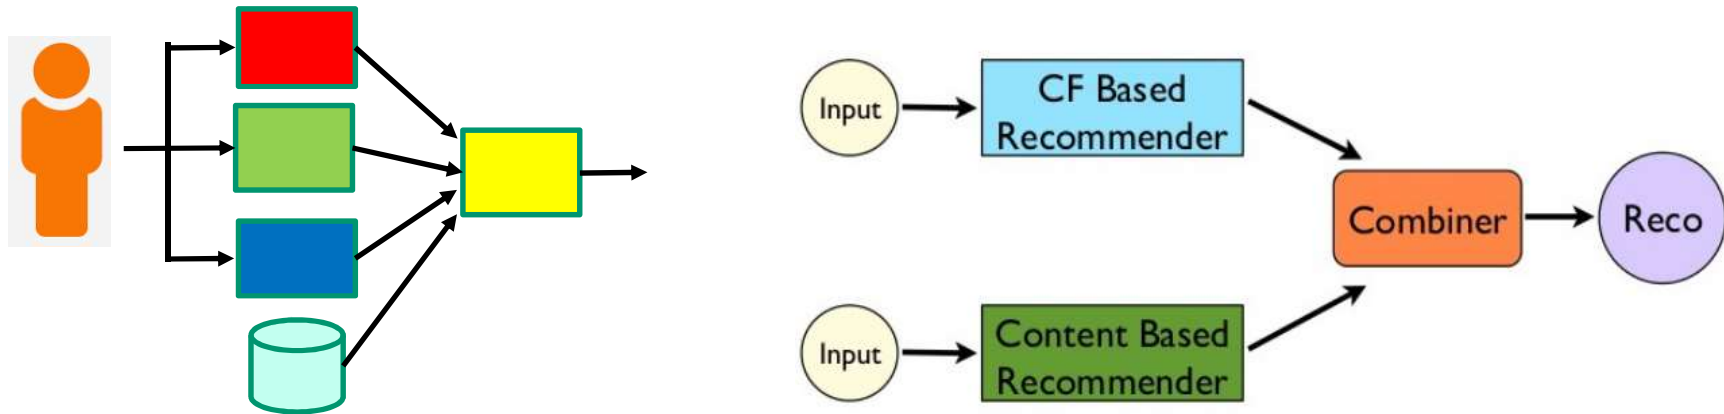 Input
CF Based
Recommender
Combiner
Reco
Input
Content Based
Recommender